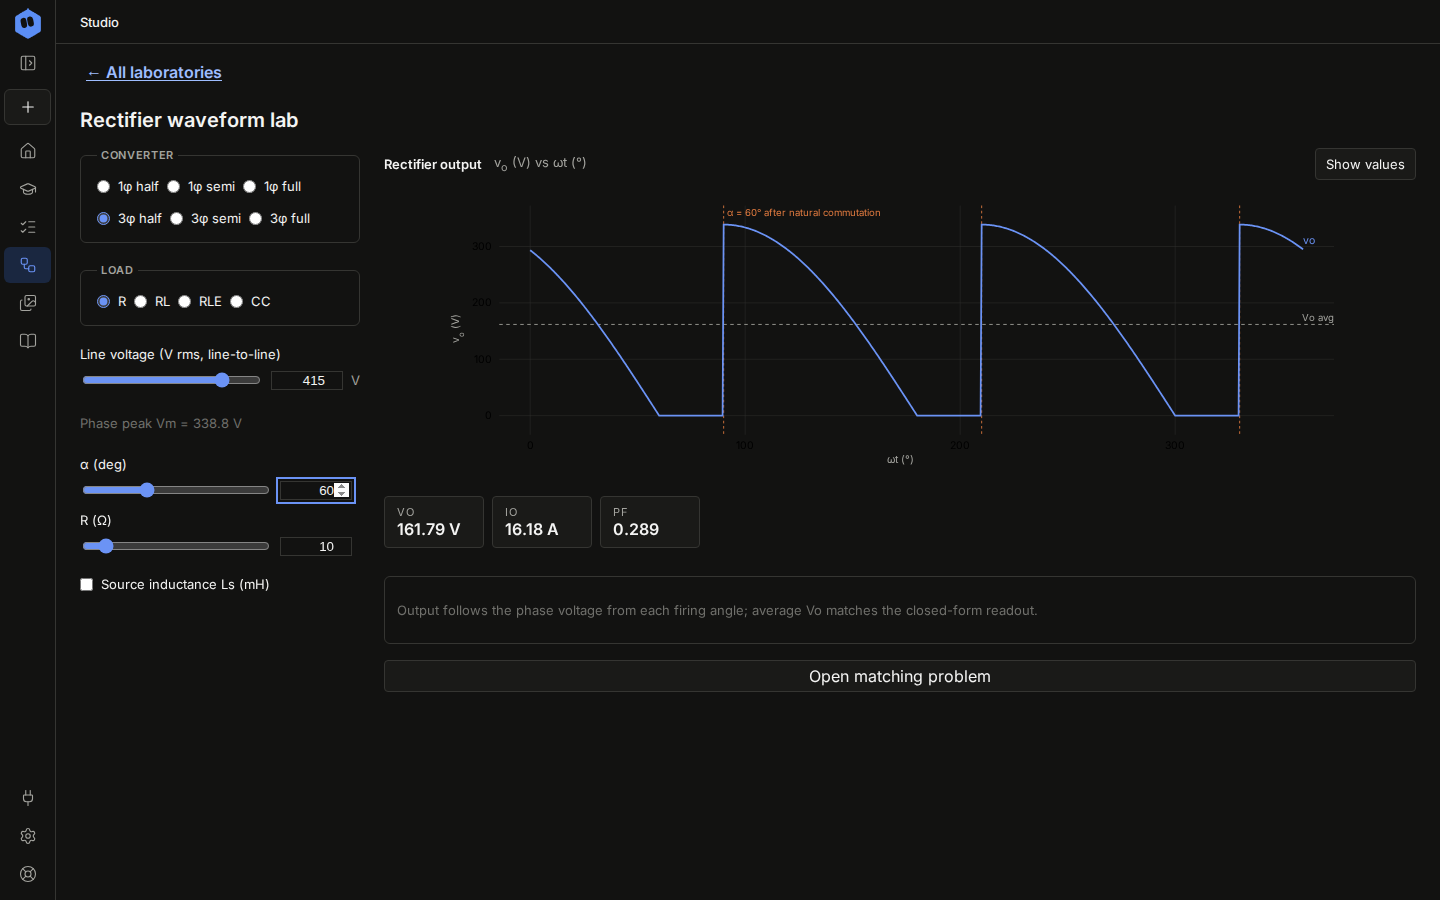 Studio
← All laboratories
Rectifier waveform lab
CONVERTER
1φ half 1φ semi 1φ full
3φ half 3φ semi 3φ full
LOAD
R RL RLE CC
Line voltage (V rms, line-to-line)
415 V
Phase peak Vm = 338.8 V
α (deg)
60
R (Ω)
10
Source inductance Ls (mH)
Rectifier output vo (V) vs ωt (°)
Show values
α = 60° after natural commutation
vo
Vo avg
300
200
100
0
vo (V)
0 100 200 300
ωt (°)
VO
161.79 V
IO
16.18 A
PF
0.289
Output follows the phase voltage from each firing angle; average Vo matches the closed-form readout.
Open matching problem